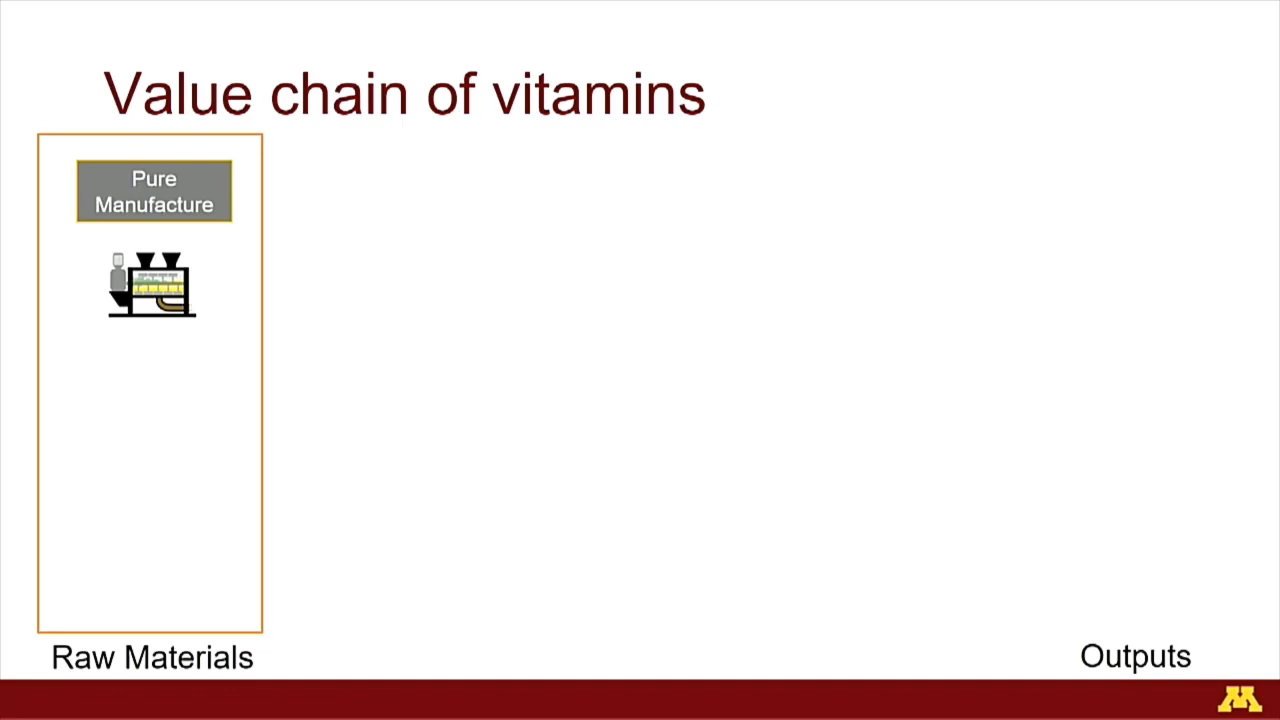 Value chain of vitamins
Pure
Manufacture
Raw Materials
Outputs
M